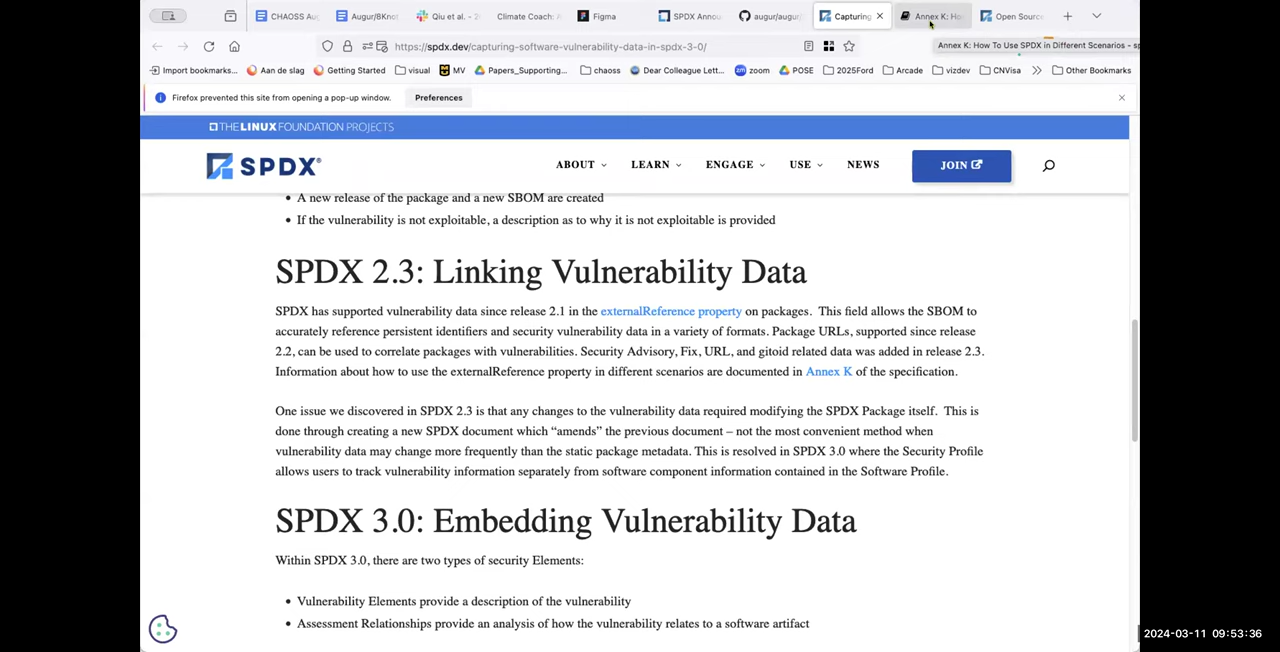 CHAOSS Au
Augur/8Kno
Qiu et al. - 2
Climate Coach: A
Figma
SPDX Annou
augur/augur
Capturing
Annex K: Ho
Open Source
https://spdx.dev/capturing-software-vulnerability-data-in-spdx-3-0/
Annex K: How To Use SPDX in Different Scenarios - sp
Import bookmarks...
Aan de slag
Getting Started
visual
MV
Papers_Supporting...
chaoss
Dear Colleague Lett...
zoom
POSE
2025Ford
Arcade
vizdev
CNVisa
Other Bookmarks
Firefox prevented this site from opening a pop-up window.
Preferences
THE LINUX FOUNDATION PROJECTS
SPDX®
ABOUT
LEARN
ENGAGE
USE
NEWS
JOIN
• A new release of the package and a new SBOM are created
• If the vulnerability is not exploitable, a description as to why it is not exploitable is provided
SPDX 2.3: Linking Vulnerability Data
SPDX has supported vulnerability data since release 2.1 in the externalReference property on packages. This field allows the SBOM to
accurately reference persistent identifiers and security vulnerability data in a variety of formats. Package URLs, supported since release
2.2, can be used to correlate packages with vulnerabilities. Security Advisory, Fix, URL, and gitoid related data was added in release 2.3.
Information about how to use the externalReference property in different scenarios are documented in Annex K of the specification.
One issue we discovered in SPDX 2.3 is that any changes to the vulnerability data required modifying the SPDX Package itself. This is
done through creating a new SPDX document which “amends” the previous document – not the most convenient method when
vulnerability data may change more frequently than the static package metadata. This is resolved in SPDX 3.0 where the Security Profile
allows users to track vulnerability information separately from software component information contained in the Software Profile.
SPDX 3.0: Embedding Vulnerability Data
Within SPDX 3.0, there are two types of security Elements:
• Vulnerability Elements provide a description of the vulnerability
• Assessment Relationships provide an analysis of how the vulnerability relates to a software artifact
2024-03-11 09:53:36